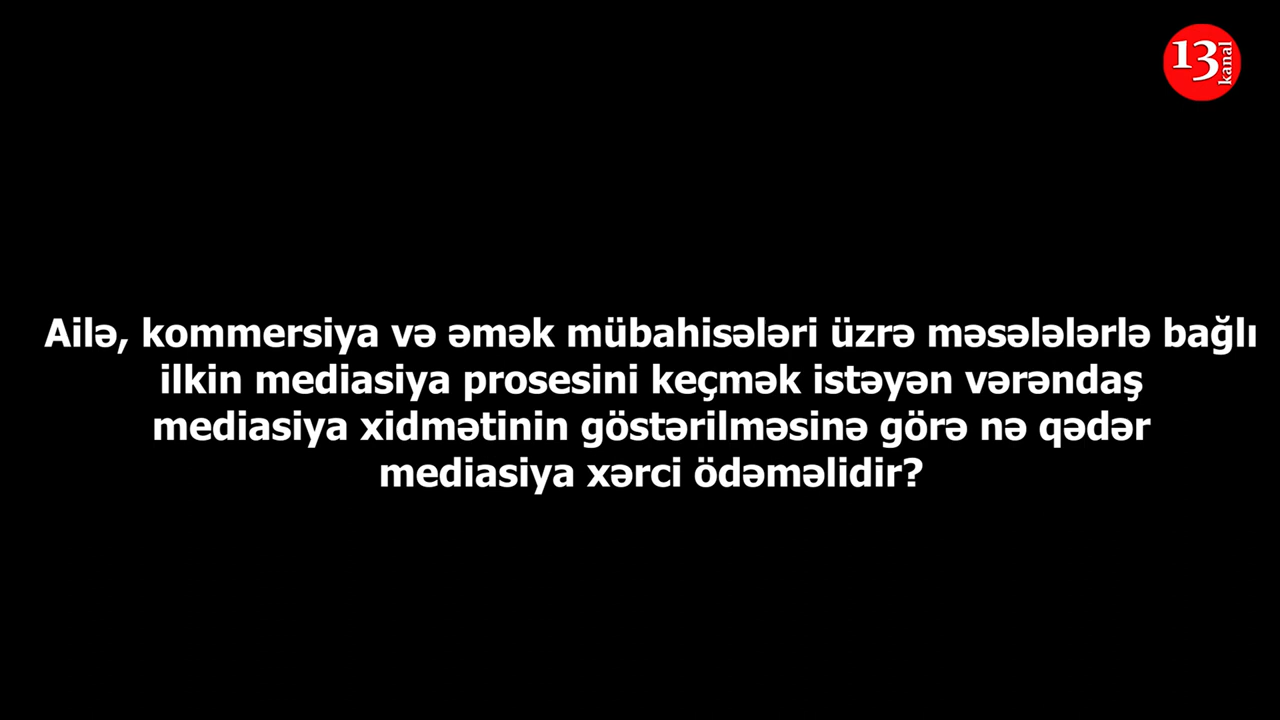 13
kanal
Ailə, kommersiya və əmək mübahisələri üzrə məsələlərlə bağlı
ilkin mediasiya prosesini keçmək istəyən vərəndaş
mediasiya xidmətinin göstərilməsinə görə nə qədər
mediasiya xərci ödəməlidir?